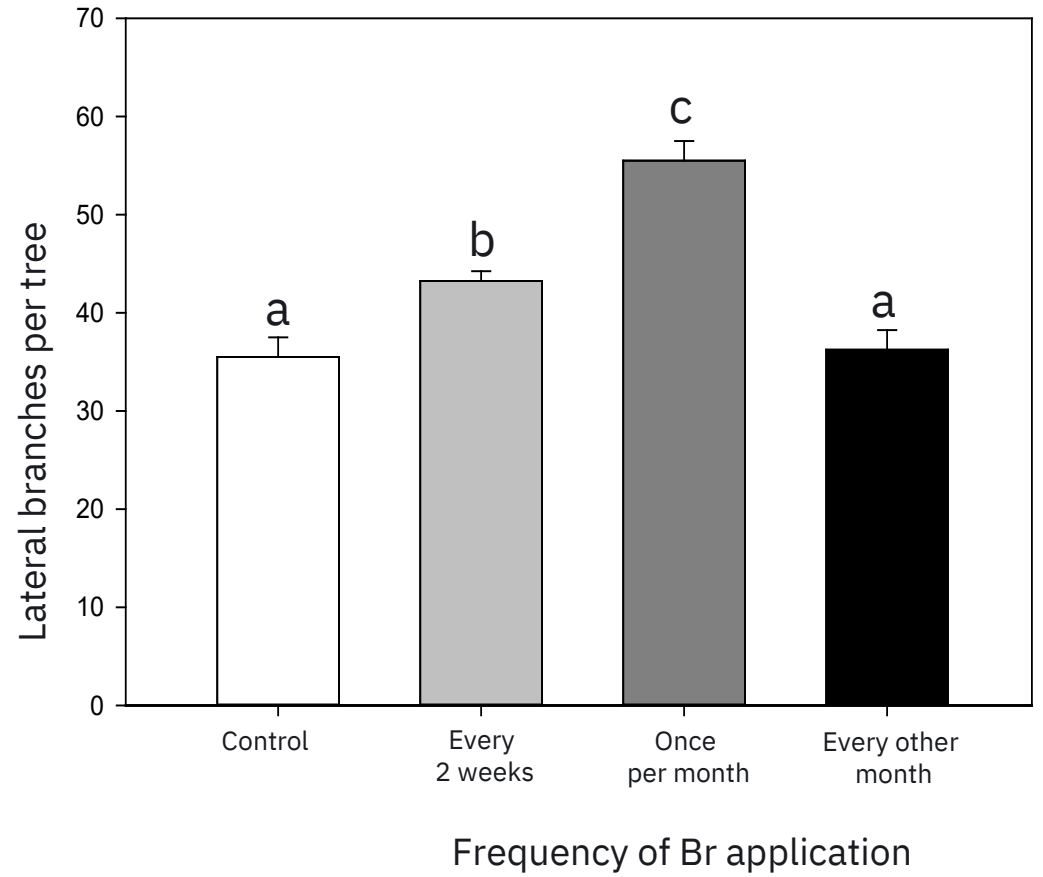 70
60
50
40
30
20
10
0
Lateral branches per tree
a
b
c
a
Control
Every
2 weeks
Once
per month
Every other
month
Frequency of Br application